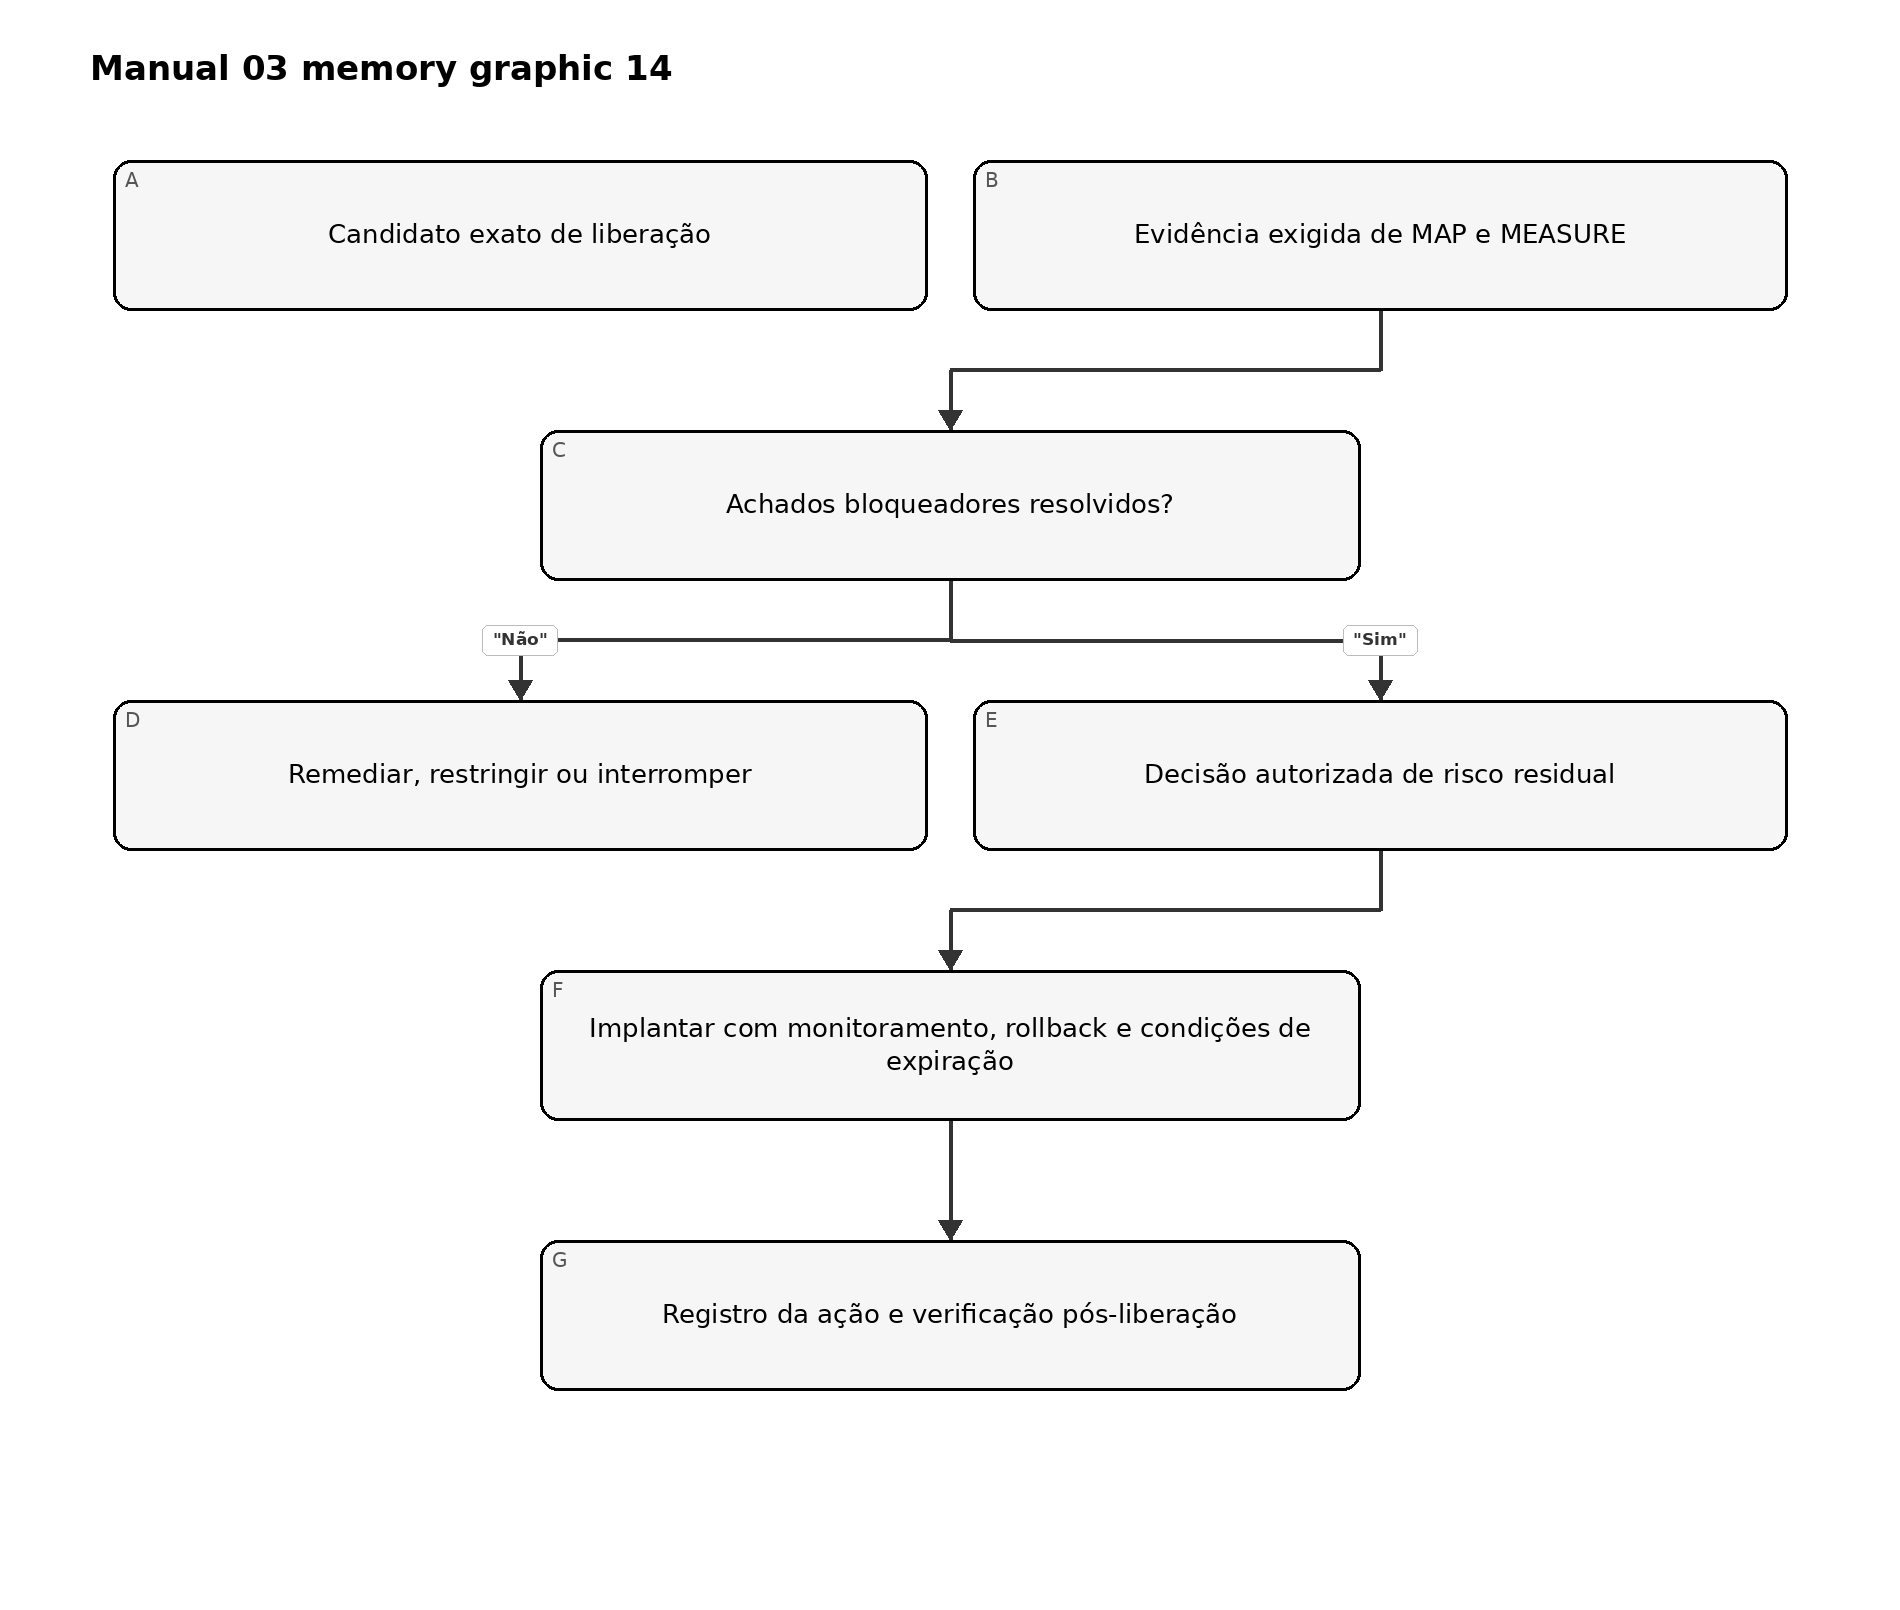 Manual 03 memory graphic 14
A
Candidato exato de liberação
B
Evidência exigida de MAP e MEASURE
C
Achados bloqueadores resolvidos?
"Não"
"Sim"
D
Remediar, restringir ou interromper
E
Decisão autorizada de risco residual
F
Implantar com monitoramento, rollback e condições de
expiração
G
Registro da ação e verificação pós-liberação